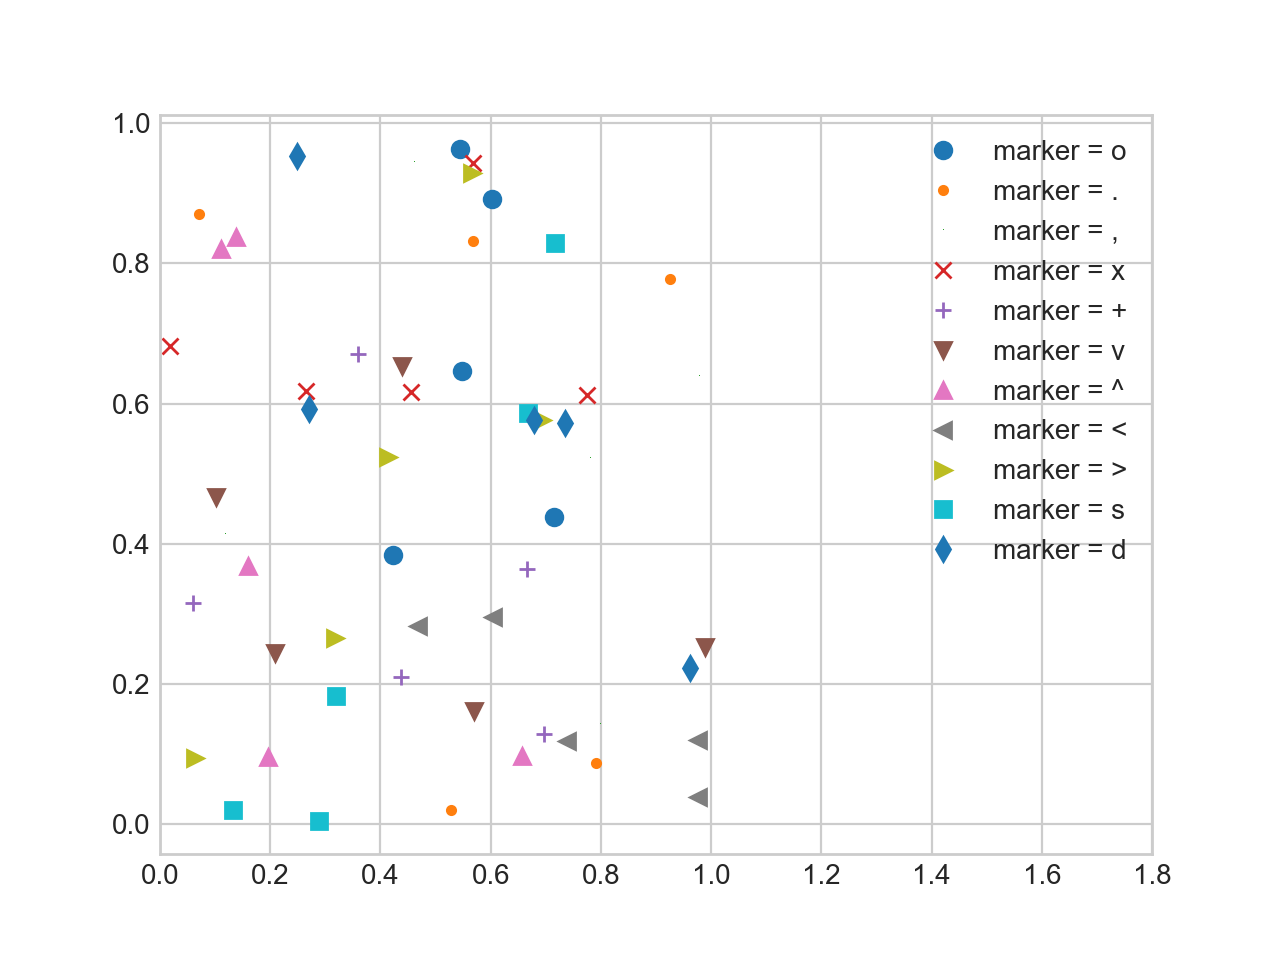 1.0
0.8
0.6
0.4
0.2
0.0
0.0 0.2 0.4 0.6 0.8 1.0 1.2 1.4 1.6 1.8
marker = o
marker = .
marker = ,
marker = x
marker = +
marker = v
marker = ^
marker = <
marker = >
marker = s
marker = d